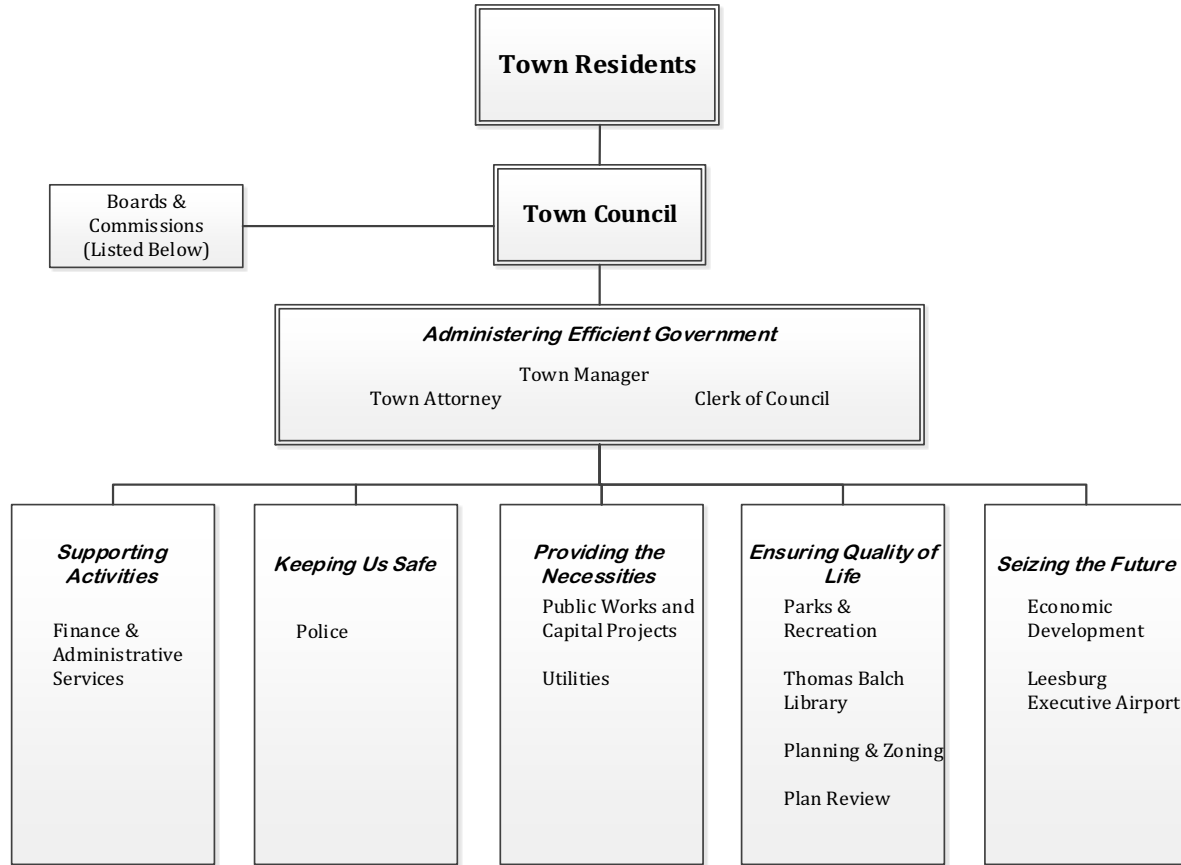 Town Residents
Town Council
Boards &
Commissions
(Listed Below)
Administering Efficient Government
Town Manager
Town Attorney
Clerk of Council
Supporting
Activities
Finance &
Administrative
Services
Keeping Us Safe
Police
Providing the
Necessities
Public Works and
Capital Projects
Utilities
Ensuring Quality of
Life
Parks &
Recreation
Thomas Balch
Library
Planning & Zoning
Plan Review
Seizing the Future
Economic
Development
Leesburg
Executive Airport